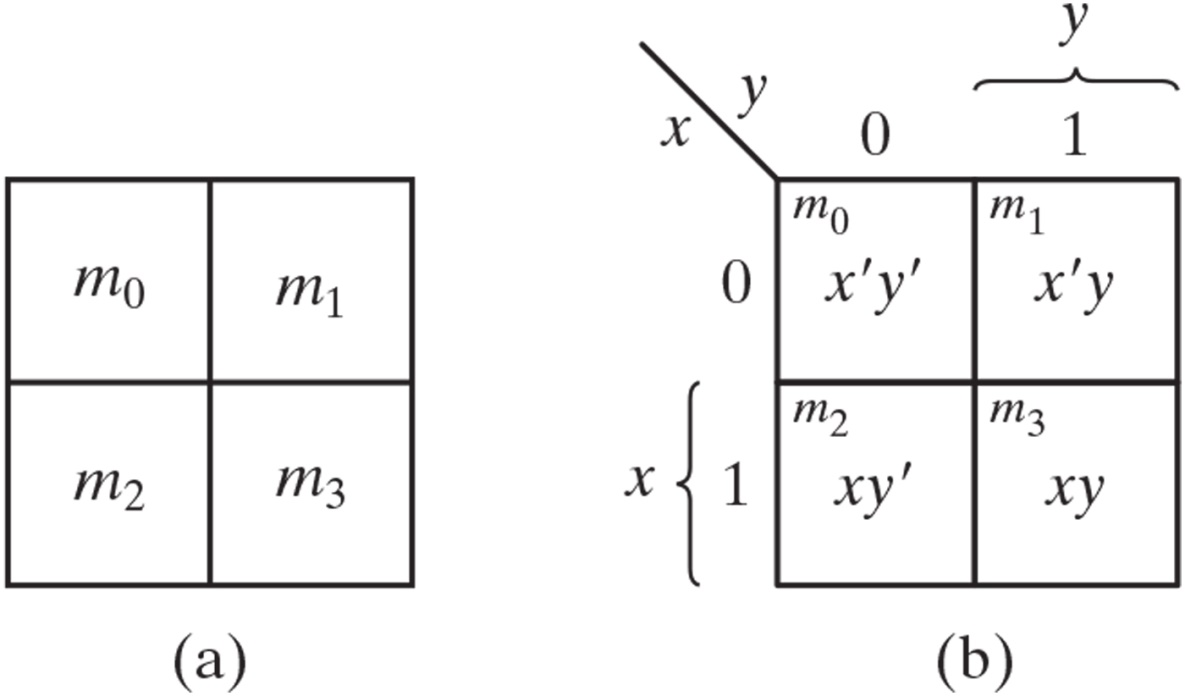 y
y
x
0 1
m₀ m₁
m₀ m₁
0 x′y′ x′y
m₂ m₃
m₂ m₃
x 1 xy′ xy
(a) (b)